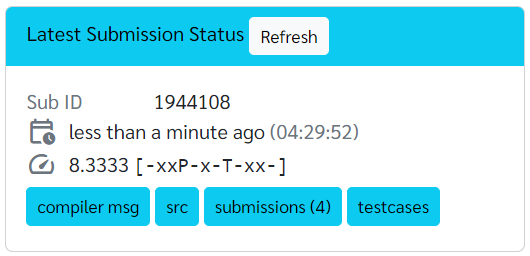 Latest Submission Status Refresh
Sub ID 1944108
less than a minute ago (04:29:52)
8.3333 [-xxP-x-T-xx-]
compiler msg src submissions (4) testcases